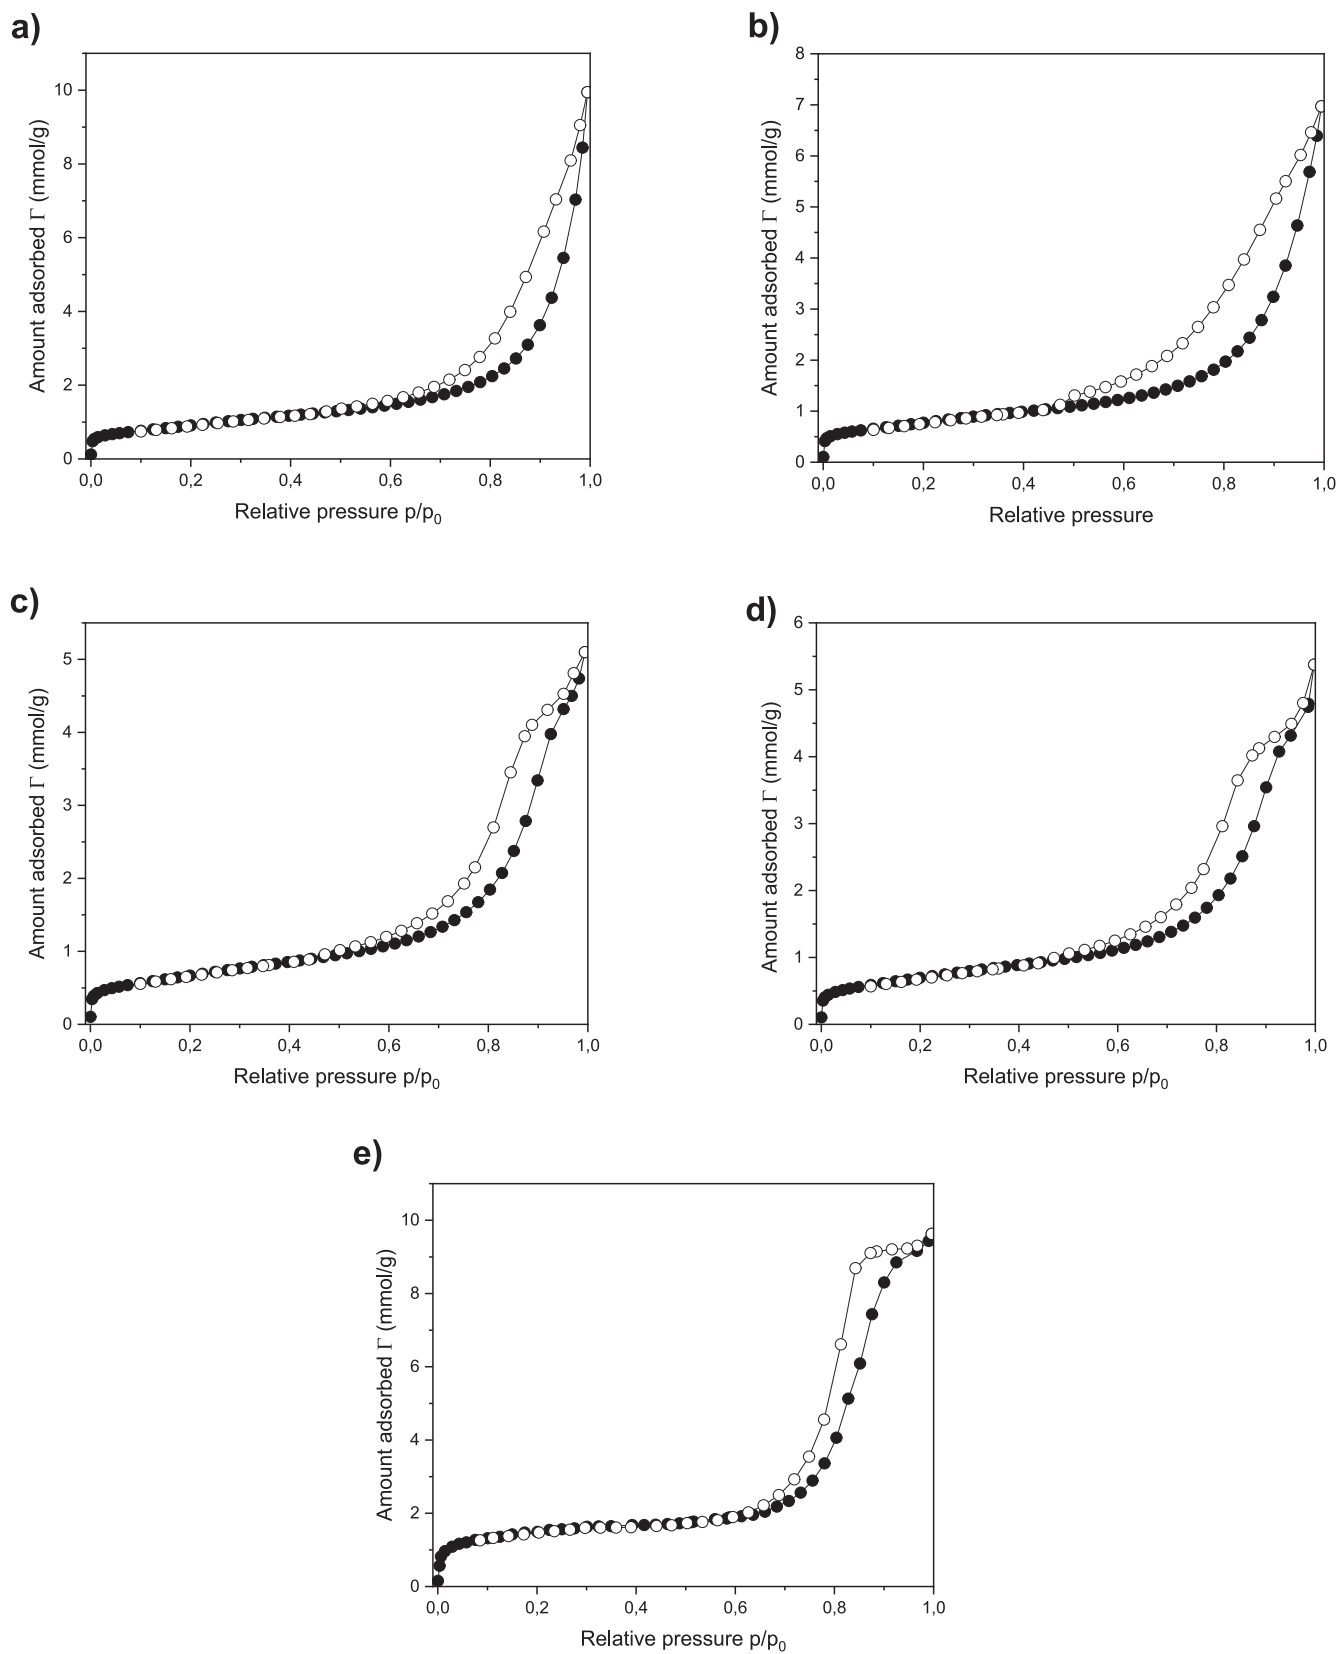 a)
10
8
6
4
2
0
Amount adsorbed Γ (mmol/g)
0,0 0,2 0,4 0,6 0,8 1,0
Relative pressure p/p₀
b)
8
7
6
5
4
3
2
1
0
Amount adsorbed Γ (mmol/g)
0,0 0,2 0,4 0,6 0,8 1,0
Relative pressure
c)
5
4
3
2
1
0
Amount adsorbed Γ (mmol/g)
0,0 0,2 0,4 0,6 0,8 1,0
Relative pressure p/p₀
d)
6
5
4
3
2
1
0
Amount adsorbed Γ (mmol/g)
0,0 0,2 0,4 0,6 0,8 1,0
Relative pressure p/p₀
e)
10
8
6
4
2
0
Amount adsorbed Γ (mmol/g)
0,0 0,2 0,4 0,6 0,8 1,0
Relative pressure p/p₀